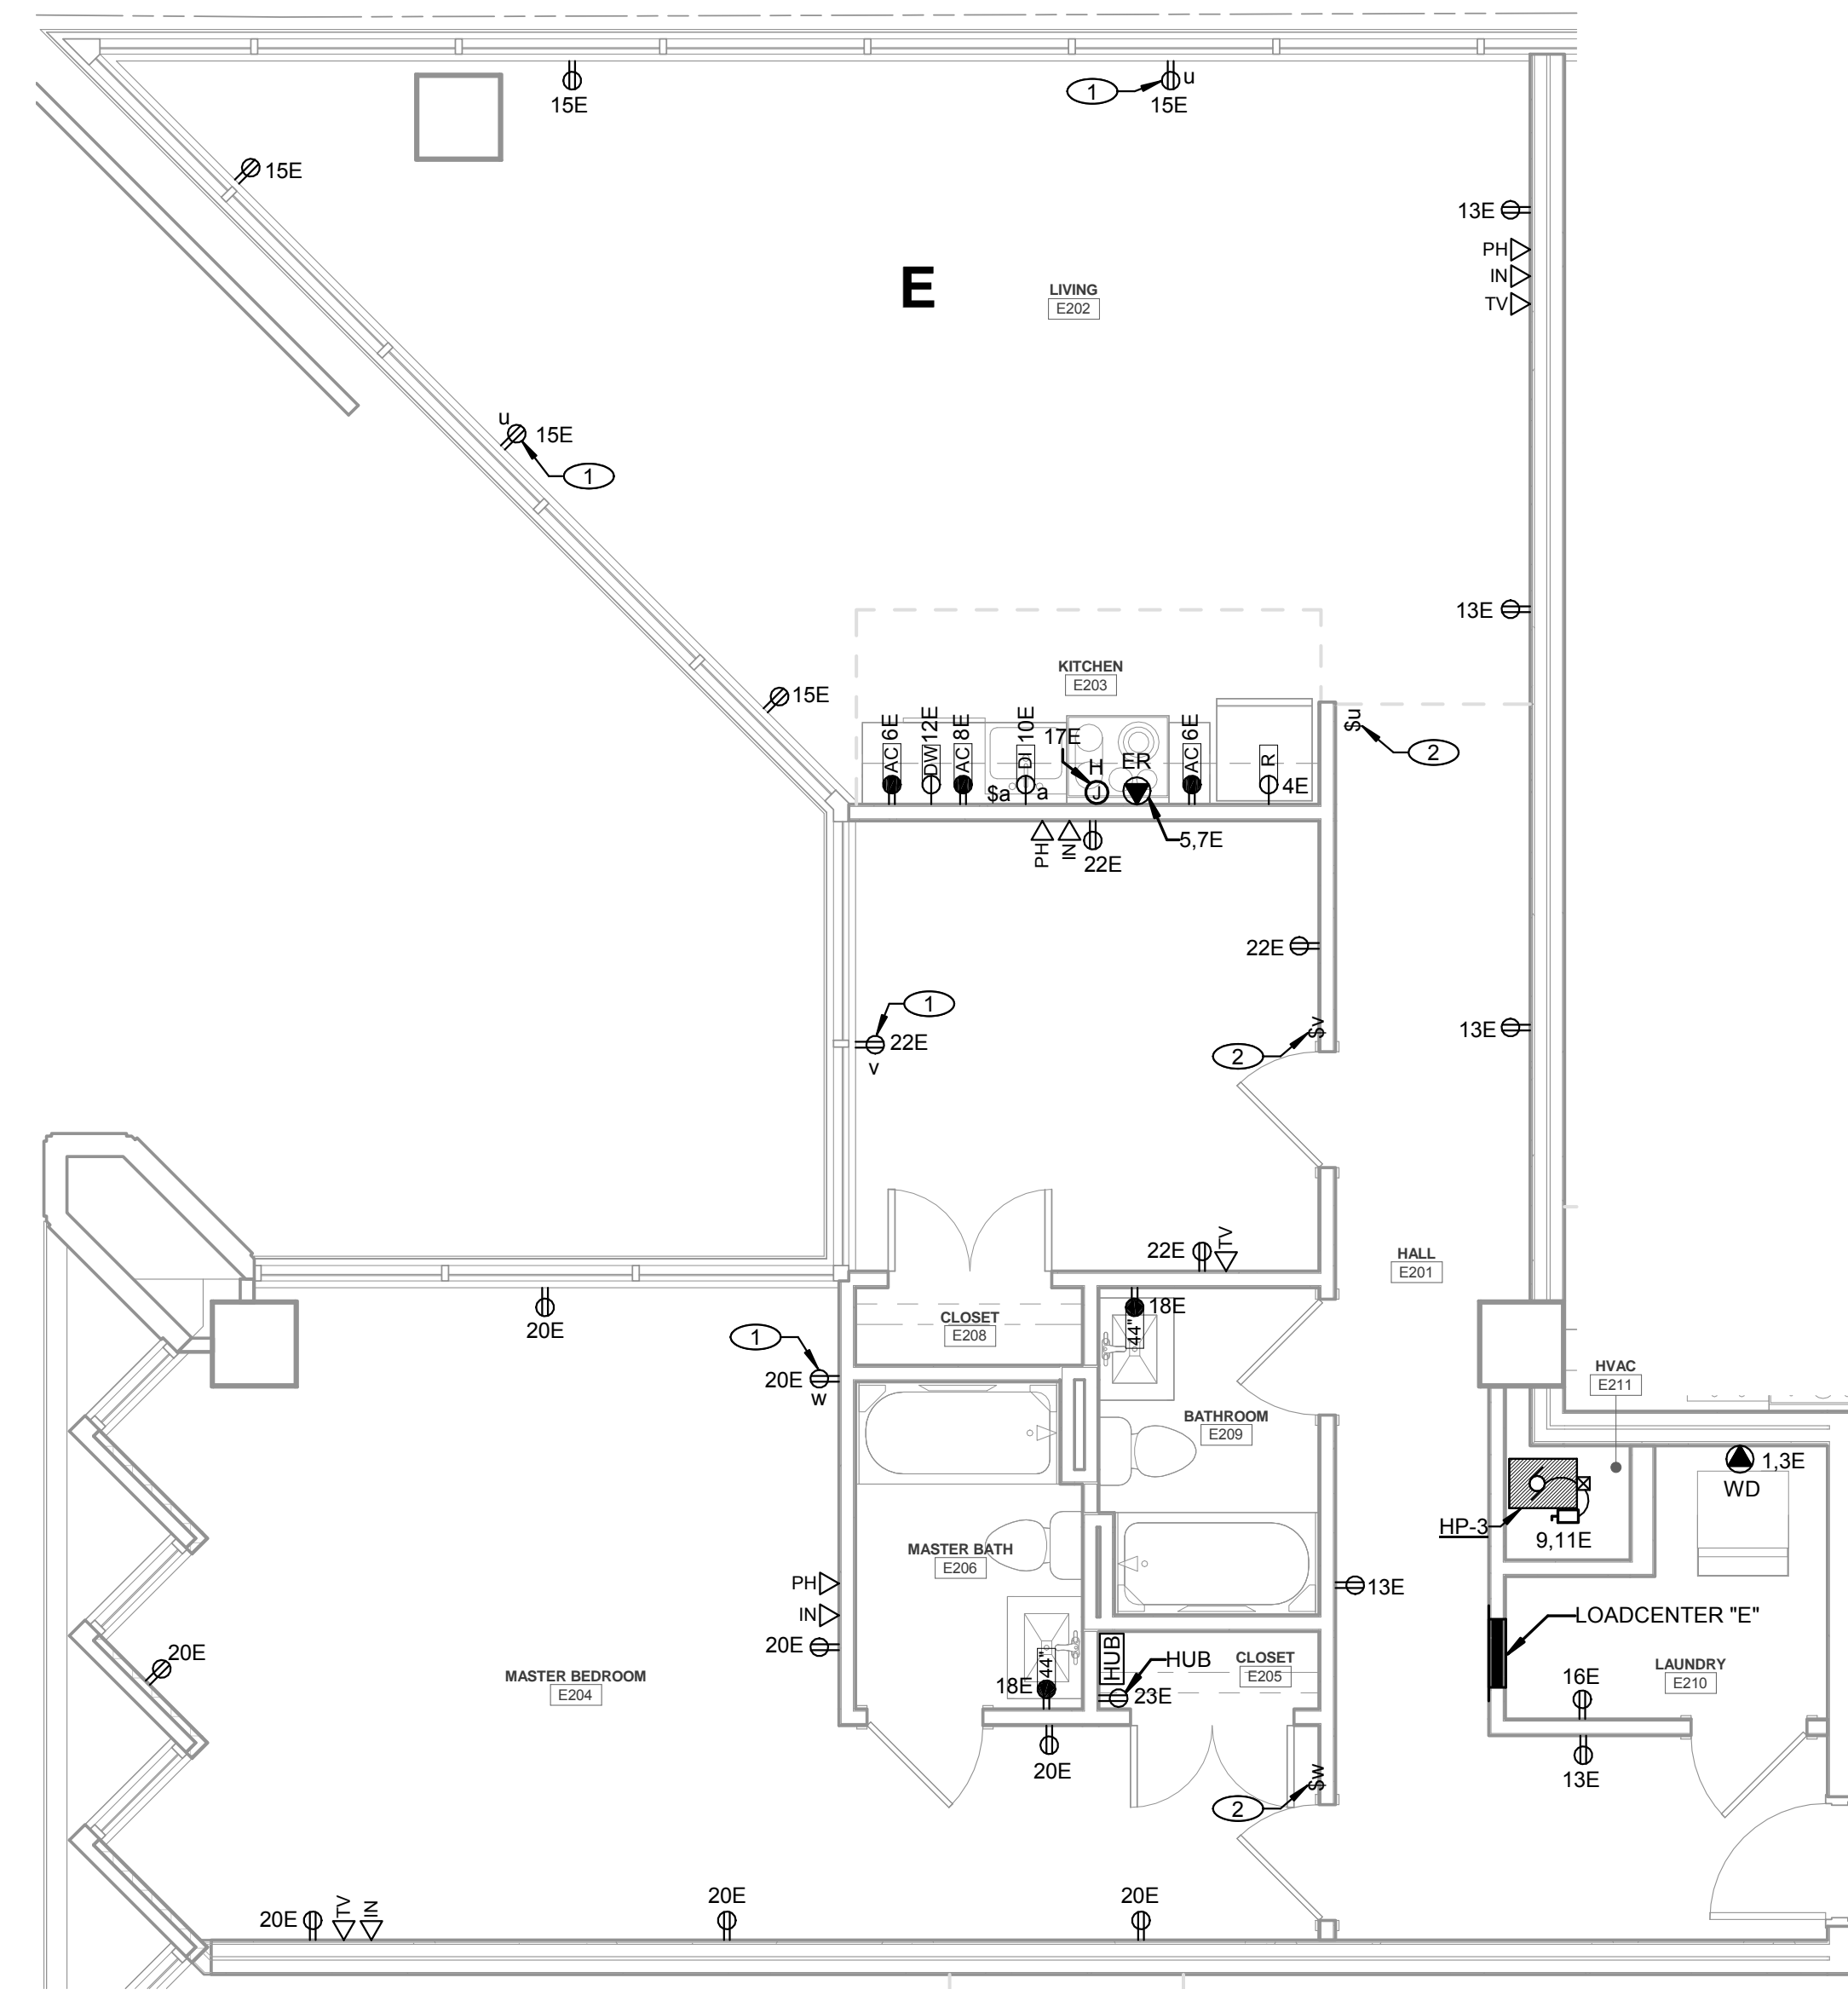 15E
1
u
15E
15E
13E
PH
IN
TV
E
LIVING
E202
u
15E
1
13E
KITCHEN
E203
15E
$u
2
AC 6E
DW 12E
AC 8E
DI 10E
17E
H
J
ER
AC 6E
R
4E
$a
a
5,7E
PH
IN
22E
22E
1
22E
v
$v
2
13E
22E
TV
HALL
E201
20E
CLOSET
E208
18E
44"
1
20E
w
HVAC
E211
BATHROOM
E209
1,3E
WD
HP-3
9,11E
MASTER BATH
E206
PH
IN
20E
13E
LOADCENTER "E"
20E
MASTER BEDROOM
E204
44"
18E
HUB
HUB
23E
CLOSET
E205
16E
LAUNDRY
E210
20E
13E
$w
2
20E
TV
IN
20E
20E